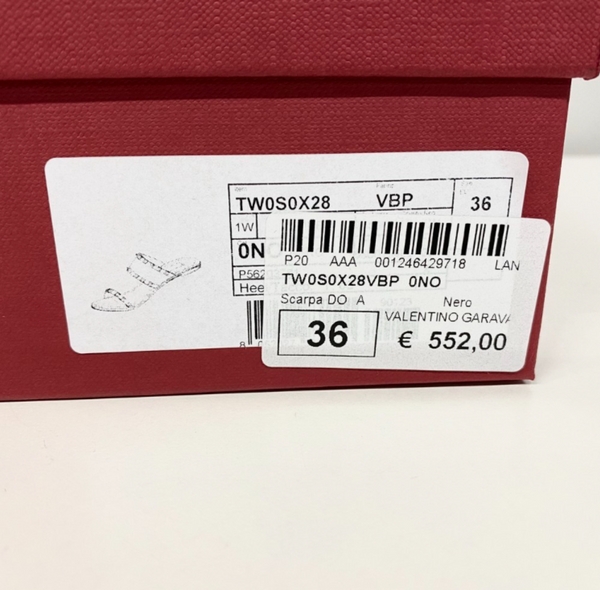 TW0S0X28 VBP 36
1W
0N
P20 AAA 001246429718 LAN
TW0S0X28VBP 0NO
Scarpa DO A Nero
VALENTINO GARAVA
36 € 552,00